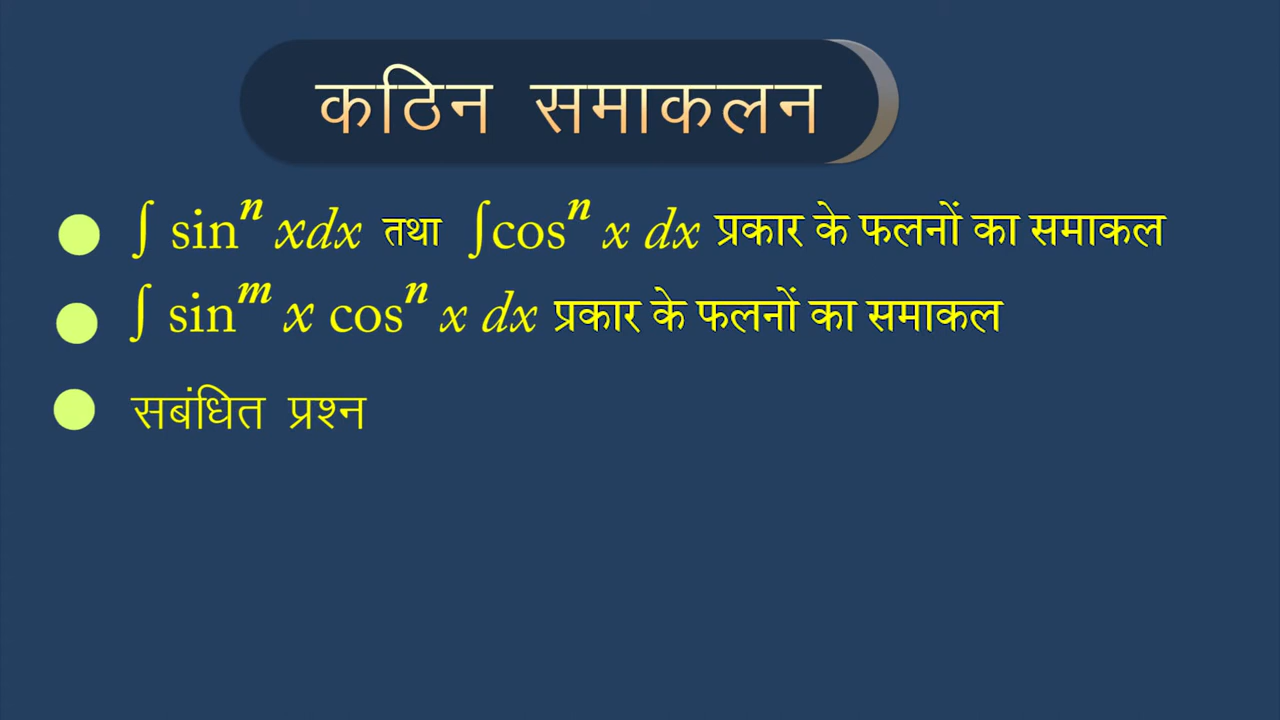 कठिन समाकलन
∫ sinⁿ xdx तथा ∫cosⁿ x dx प्रकार के फलनों का समाकल
∫ sinᵐ x cosⁿ x dx प्रकार के फलनों का समाकल
सबंधित प्रश्न